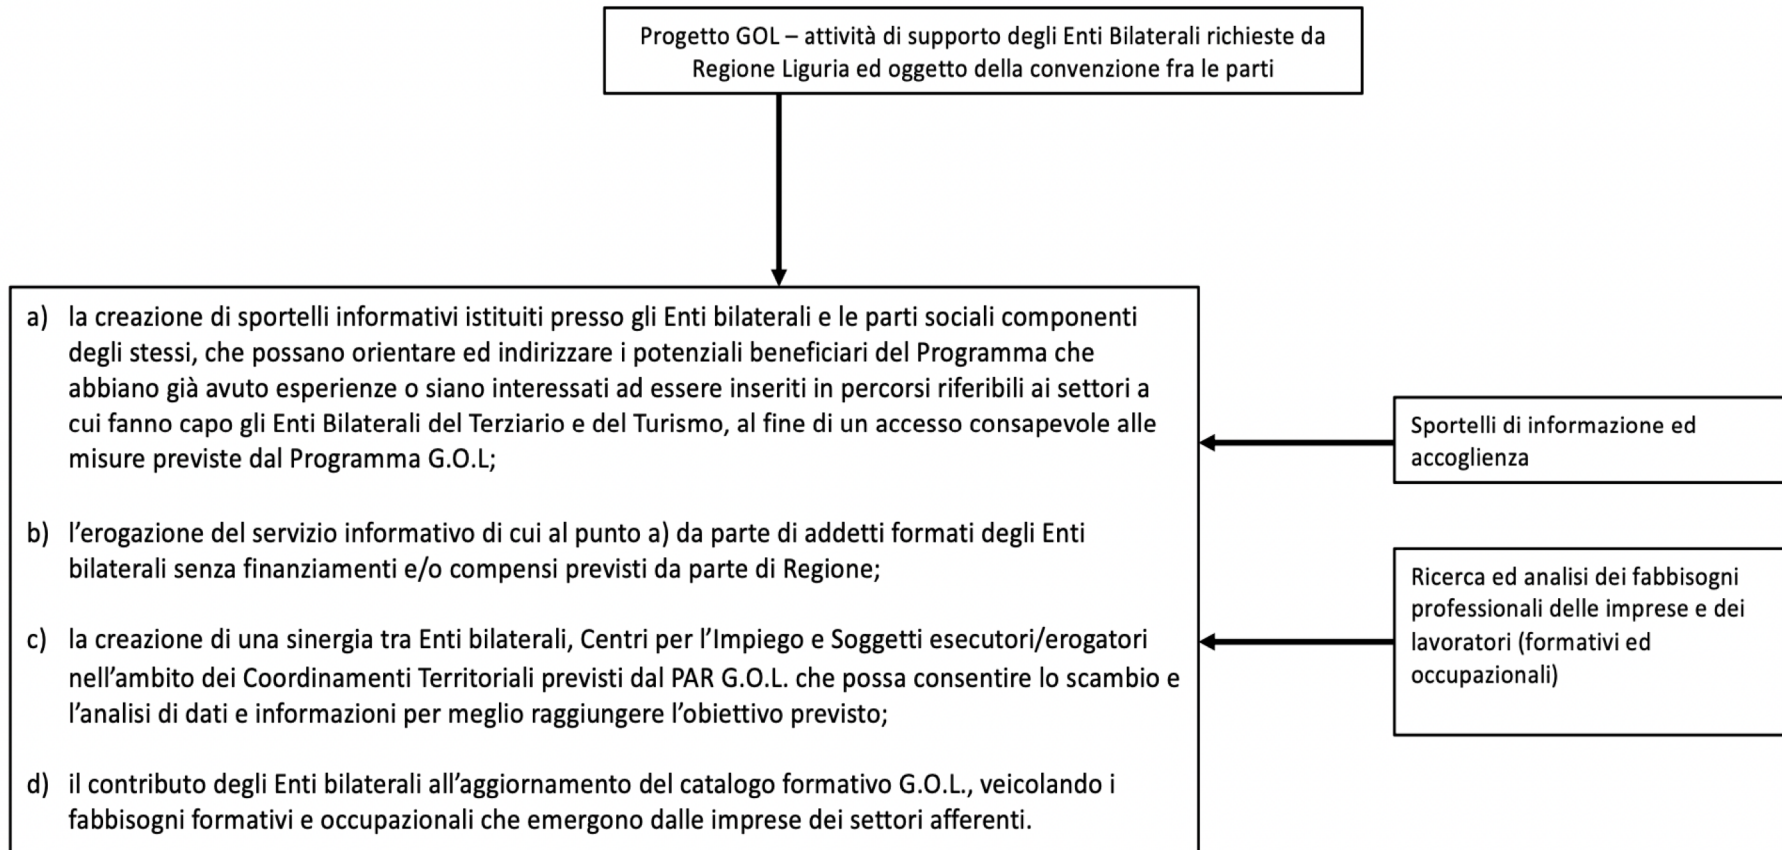 Progetto GOL – attività di supporto degli Enti Bilaterali richieste da
Regione Liguria ed oggetto della convenzione fra le parti
a) la creazione di sportelli informativi istituiti presso gli Enti bilaterali e le parti sociali componenti
degli stessi, che possano orientare ed indirizzare i potenziali beneficiari del Programma che
abbiano già avuto esperienze o siano interessati ad essere inseriti in percorsi riferibili ai settori a
cui fanno capo gli Enti Bilaterali del Terziario e del Turismo, al fine di un accesso consapevole alle
misure previste dal Programma G.O.L;
b) l’erogazione del servizio informativo di cui al punto a) da parte di addetti formati degli Enti
bilaterali senza finanziamenti e/o compensi previsti da parte di Regione;
c) la creazione di una sinergia tra Enti bilaterali, Centri per l’Impiego e Soggetti esecutori/erogatori
nell’ambito dei Coordinamenti Territoriali previsti dal PAR G.O.L. che possa consentire lo scambio e
l’analisi di dati e informazioni per meglio raggiungere l’obiettivo previsto;
d) il contributo degli Enti bilaterali all’aggiornamento del catalogo formativo G.O.L., veicolando i
fabbisogni formativi e occupazionali che emergono dalle imprese dei settori afferenti.
Sportelli di informazione ed
accoglienza
Ricerca ed analisi dei fabbisogni
professionali delle imprese e dei
lavoratori (formativi ed
occupazionali)